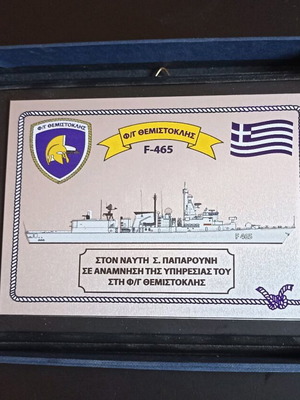 Φ/Γ ΘΕΜΙΣΤΟΚΛΗΣ
Φ/Γ ΘΕΜΙΣΤΟΚΛΗΣ
F-465
F-465
ΣΤΟΝ ΝΑΥΤΗ Σ. ΠΑΠΑΡΟΥΝΗ
ΣΕ ΑΝΑΜΝΗΣΗ ΤΗΣ ΥΠΗΡΕΣΙΑΣ ΤΟΥ
ΣΤΗ Φ/Γ ΘΕΜΙΣΤΟΚΛΗΣ